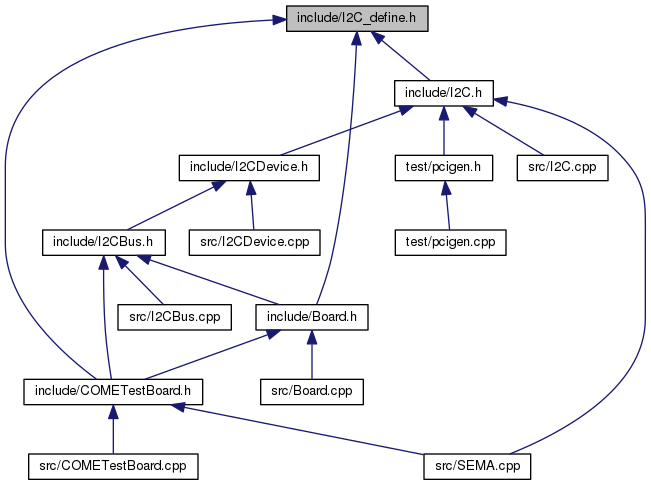 include/I2C_define.h
include/I2C.h
include/I2CDevice.h
test/pcigen.h
src/I2C.cpp
include/I2CBus.h
src/I2CDevice.cpp
test/pcigen.cpp
src/I2CBus.cpp
include/Board.h
include/COMETestBoard.h
src/Board.cpp
src/COMETestBoard.cpp
src/SEMA.cpp